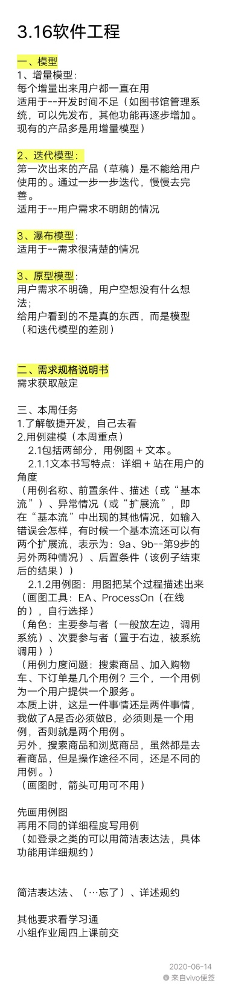 3.16软件工程
一、模型
1、增量模型：
每个增量出来用户都一直在用
适用于--开发时间不足（如图书馆管理系
统，可以先发布，其他功能再逐步增加。
现有的产品多是用增量模型）
2、迭代模型：
第一次出来的产品（草稿）是不能给用户
使用的。通过一步一步迭代，慢慢去完
善。
适用于--用户需求不明朗的情况
3、瀑布模型：
适用于--需求很清楚的情况
3、原型模型：
用户需求不明确，用户空想没有什么想
法；
给用户看到的不是真的东西，而是模型
（和迭代模型的差别）
二、需求规格说明书
需求获取敲定
三、本周任务
1.了解敏捷开发，自己去看
2.用例建模（本周重点）
2.1包括两部分，用例图 + 文本。
2.1.1文本书写特点：详细 + 站在用户的
角度
（用例名称、前置条件、描述（或“基本
流”）、异常情况（或“扩展流”，即
在“基本流”中出现的其他情况，如输入
错误会怎样，有时候一个基本流还可以有
两个扩展流，表示为：9a、9b--第9步的
另外两种情况）、后置条件（该例子结束
后的结果））
2.1.2用例图：用图把某个过程描述出来
（画图工具：EA、ProcessOn（在线
的），自行选择）
（角色：主要参与者（一般放左边，调用
系统）、次要参与者（置于右边，被系统
调用））
（用例力度问题：搜索商品、加入购物
车、下订单是几个用例？三个，一个用例
为一个用户提供一个服务。
本质上讲，这是一件事情还是两件事情，
我做了A是否必须做B，必须则是一个用
例，否则就是两个用例。
另外，搜索商品和浏览商品，虽然都是去
看商品，但是操作途径不同，还是不同的
用例。）
（画图时，箭头可用可不用）
先画用例图
再用不同的详细程度写用例
（如登录之类的可以用简洁表达法，具体
功能用详细规约）
简洁表达法、（…忘了）、详述规约
其他要求看学习通
小组作业周四上课前交
2020-06-14
来自vivo便签